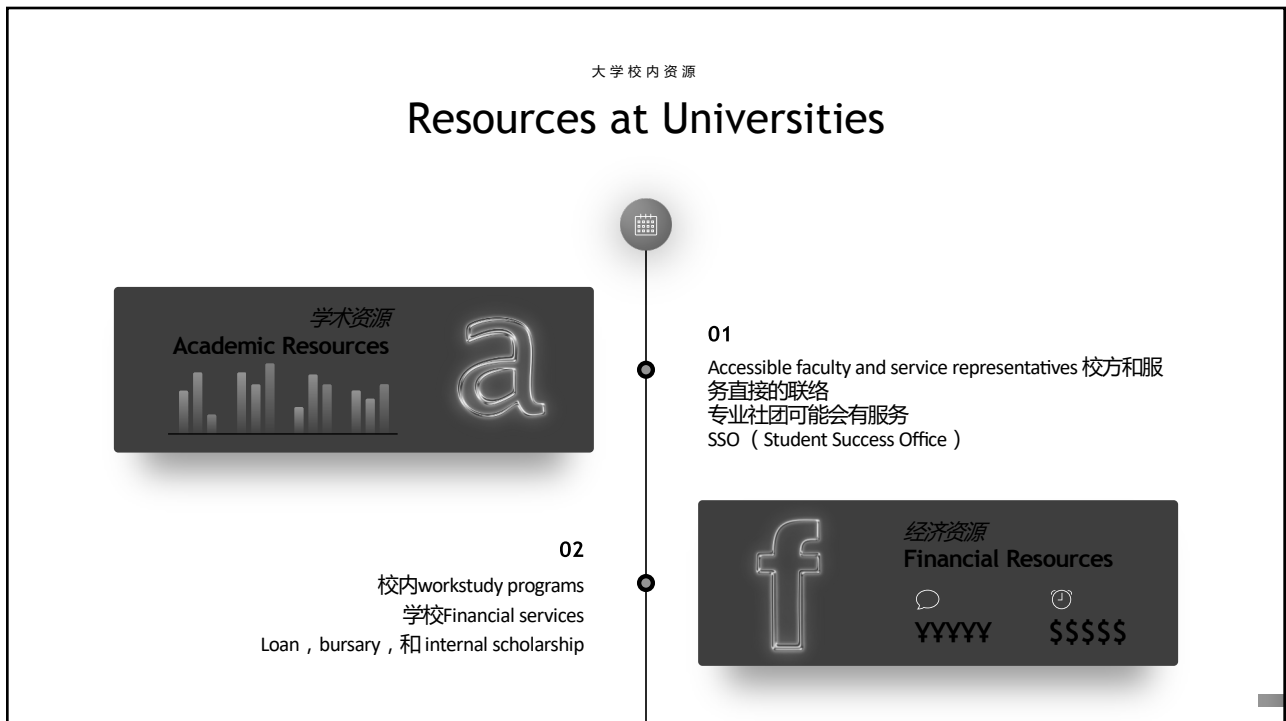 大学校内资源
Resources at Universities
学术资源
Academic Resources
a
01
Accessible faculty and service representatives 校方和服
务直接的联络
专业社团可能会有服务
SSO （ Student Success Office ）
02
校内workstudy programs
学校Financial services
Loan，bursary，和 internal scholarship
f
经济资源
Financial Resources
¥¥¥¥¥
$$$$$